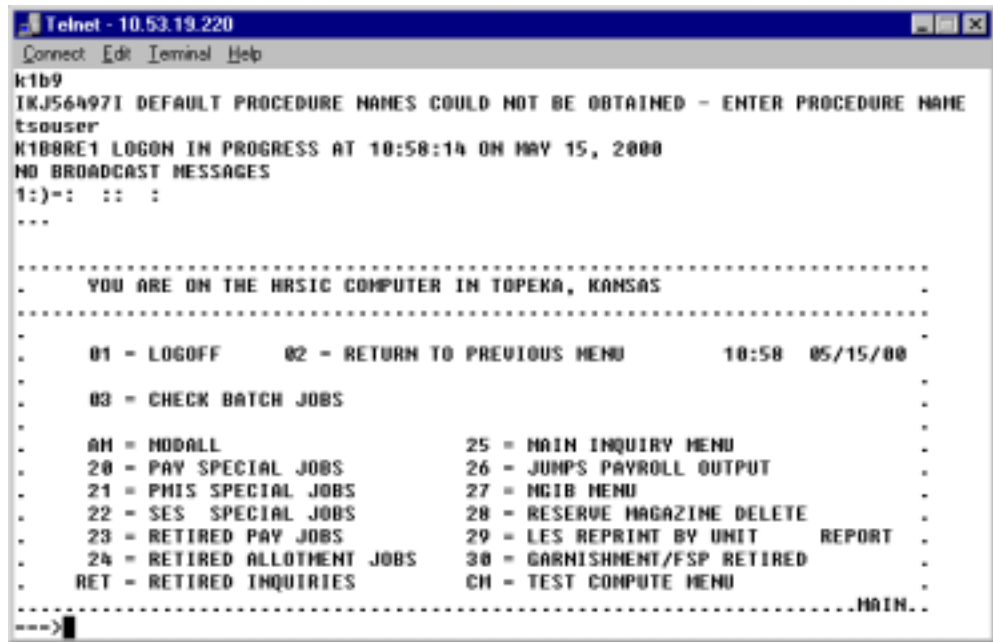 Telnet - 10.53.19.220
Connect Edit Terminal Help
k1b9
IKJ56497I DEFAULT PROCEDURE NAMES COULD NOT BE OBTAINED - ENTER PROCEDURE NAME
tsouser
K1B8RE1 LOGON IN PROGRESS AT 10:58:14 ON MAY 15, 2000
NO BROADCAST MESSAGES
1:)=: :: :
...
. YOU ARE ON THE HRSIC COMPUTER IN TOPEKA, KANSAS .
. 01 = LOGOFF 02 = RETURN TO PREVIOUS MENU 10:58 05/15/00
. 03 = CHECK BATCH JOBS .
. AM = MODALL 25 = MAIN INQUIRY MENU .
. 20 = PAY SPECIAL JOBS 26 = JUMPS PAYROLL OUTPUT .
. 21 = PMIS SPECIAL JOBS 27 = MGIB MENU .
. 22 = SES SPECIAL JOBS 28 = RESERVE MAGAZINE DELETE .
. 23 = RETIRED PAY JOBS 29 = LES REPRINT BY UNIT REPORT .
. 24 = RETIRED ALLOTMENT JOBS 30 = GARNISHMENT/FSP RETIRED .
. RET = RETIRED INQUIRIES CM = TEST COMPUTE MENU .
MAIN..
--->